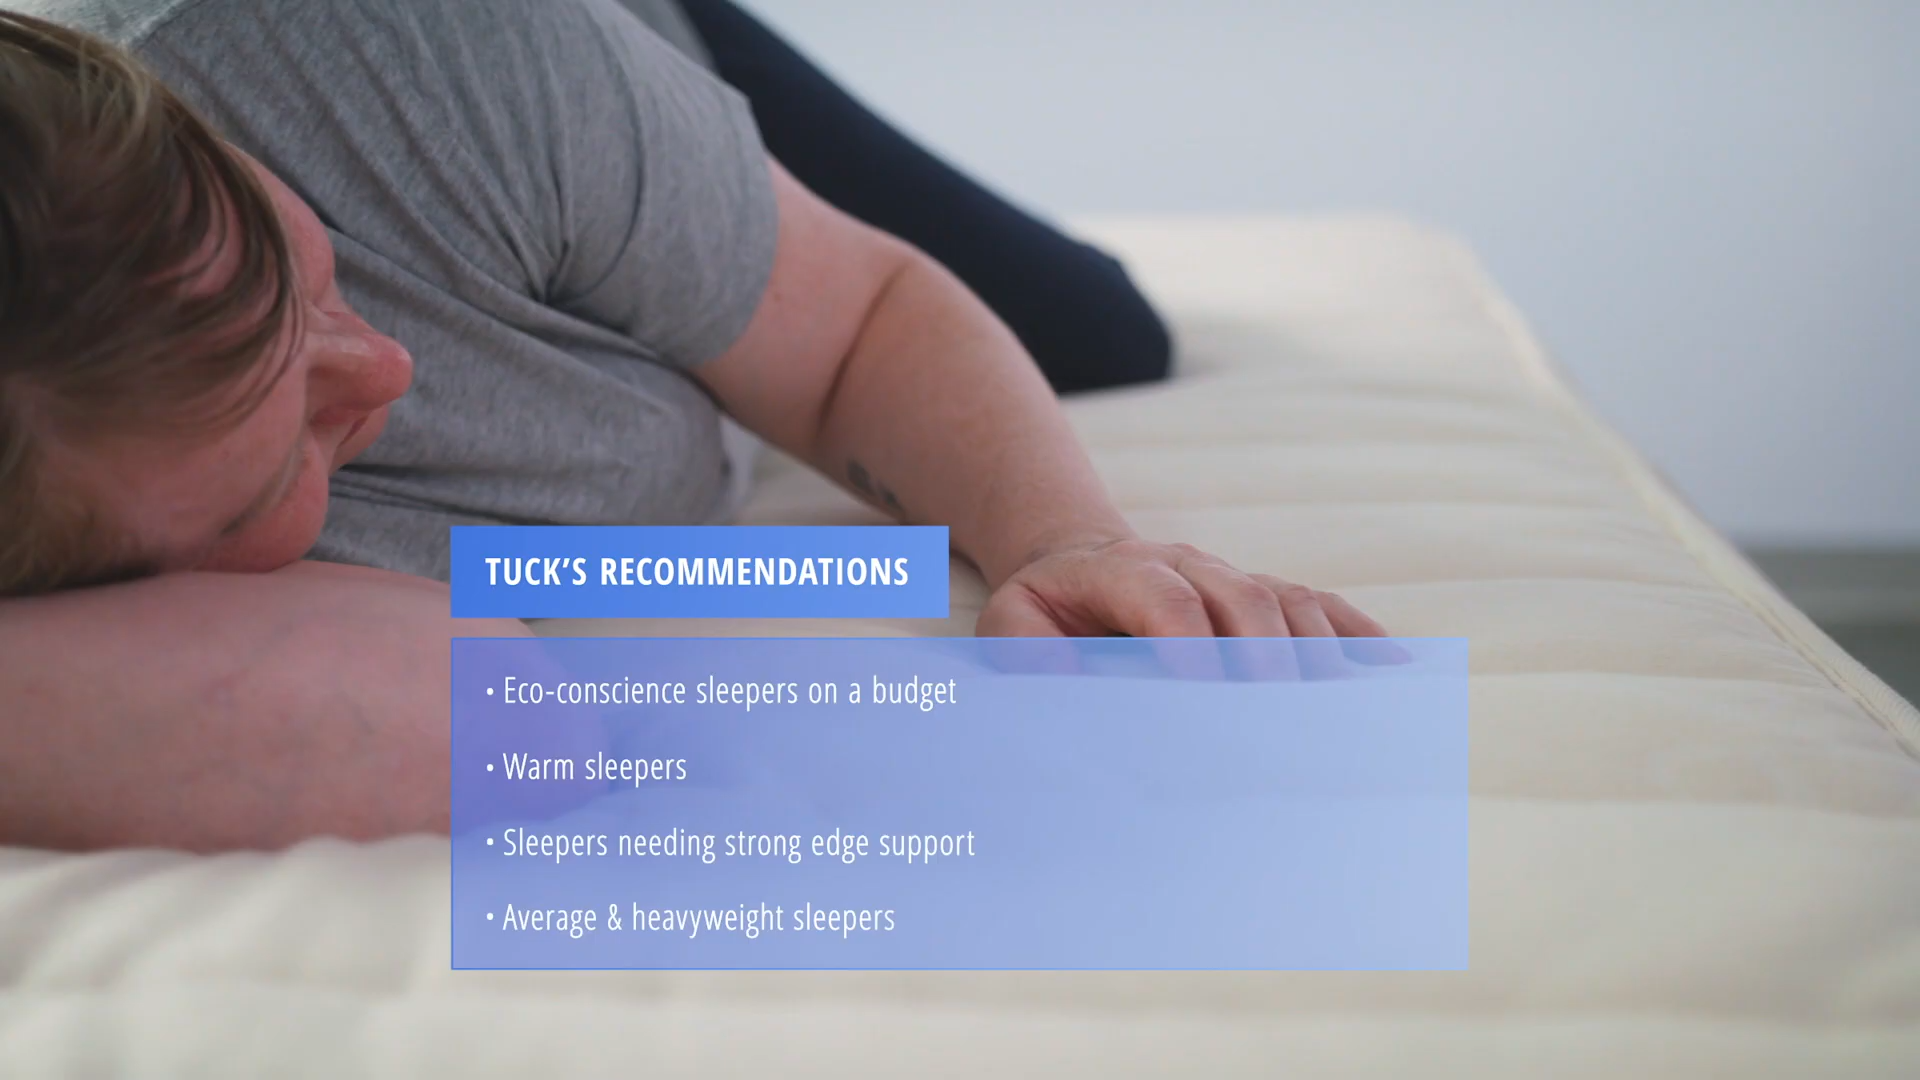 TUCK’S RECOMMENDATIONS
• Eco-conscience sleepers on a budget
• Warm sleepers
• Sleepers needing strong edge support
• Average & heavyweight sleepers